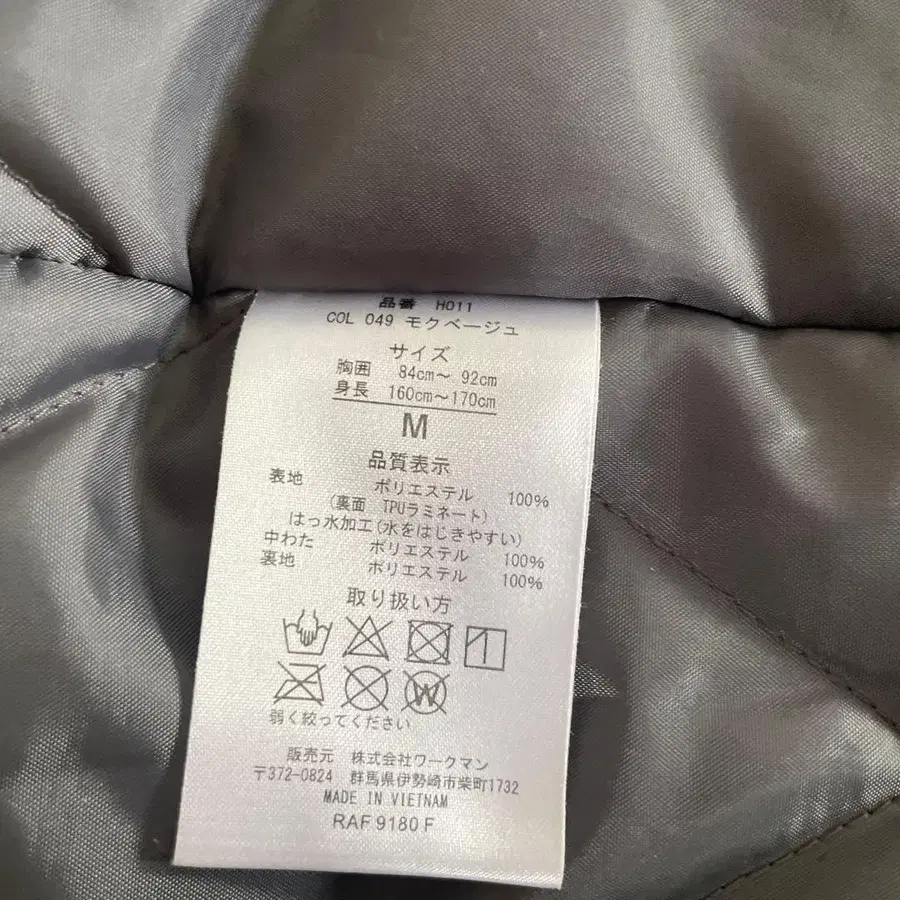 品番 H011
COL 049 モクベージュ
サイズ
胸囲 84cm～ 92cm
身長 160cm～170cm
M
品質表示
表地 ポリエステル 100%
(裏面 TPUラミネート)
はっ水加工(水をはじきやすい)
中わた ポリエステル 100%
裏地 ポリエステル 100%
取り扱い方
W
弱く絞ってください
販売元 株式会社ワークマン
〒372-0824 群馬県伊勢崎市柴町1732
MADE IN VIETNAM
RAF 9180 F